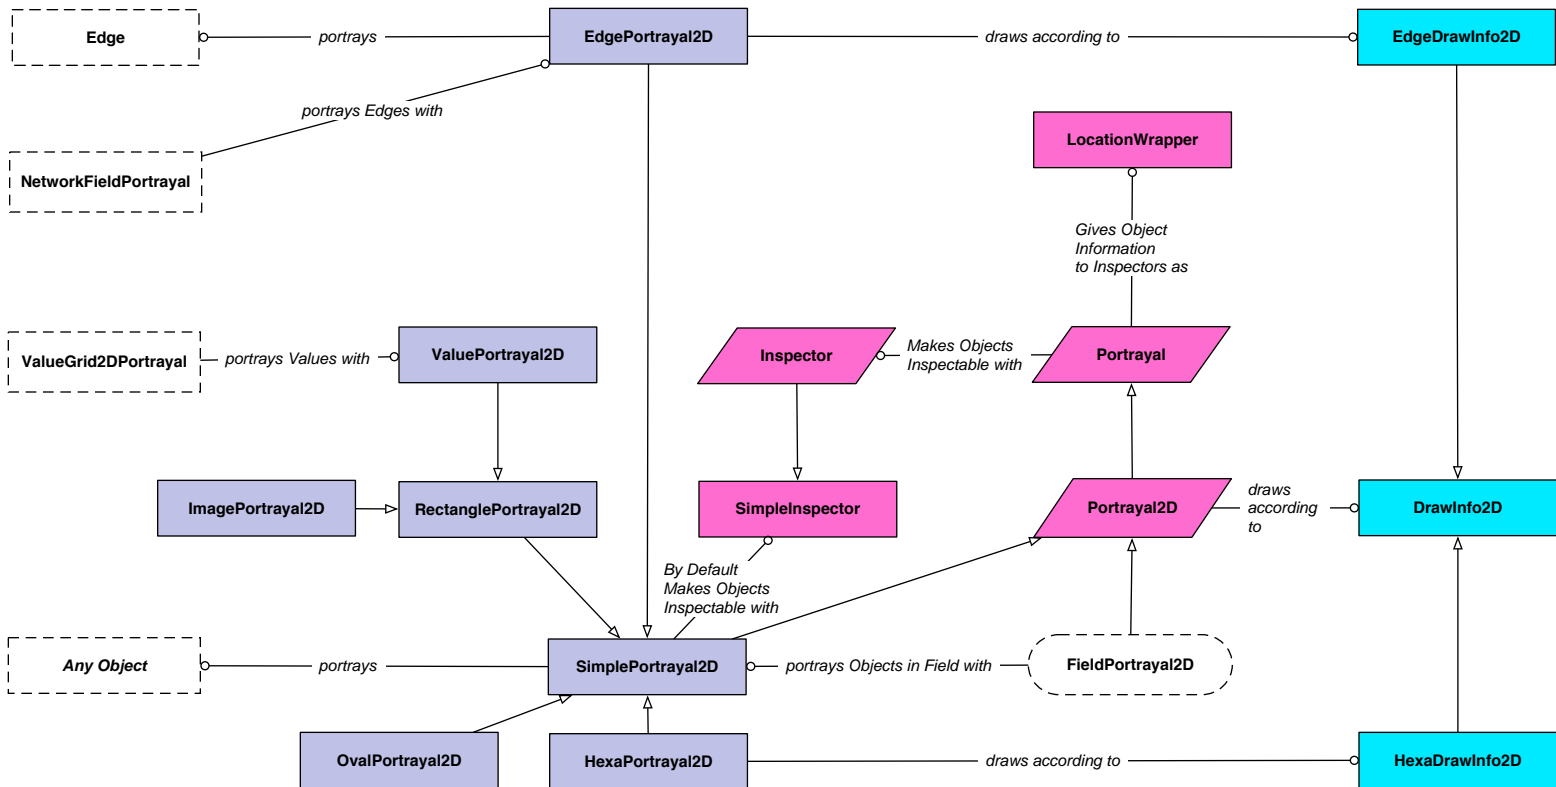 Edge
portrays
EdgePortrayal2D
draws according to
EdgeDrawInfo2D
portrays Edges with
LocationWrapper
NetworkFieldPortrayal
Gives Object
Information
to Inspectors as
ValueGrid2DPortrayal
portrays Values with
ValuePortrayal2D
Inspector
Makes Objects
Inspectable with
Portrayal
ImagePortrayal2D
RectanglePortrayal2D
SimpleInspector
Portrayal2D
draws
according
to
DrawInfo2D
By Default
Makes Objects
Inspectable with
Any Object
portrays
SimplePortrayal2D
portrays Objects in Field with
FieldPortrayal2D
OvalPortrayal2D
HexaPortrayal2D
draws according to
HexaDrawInfo2D